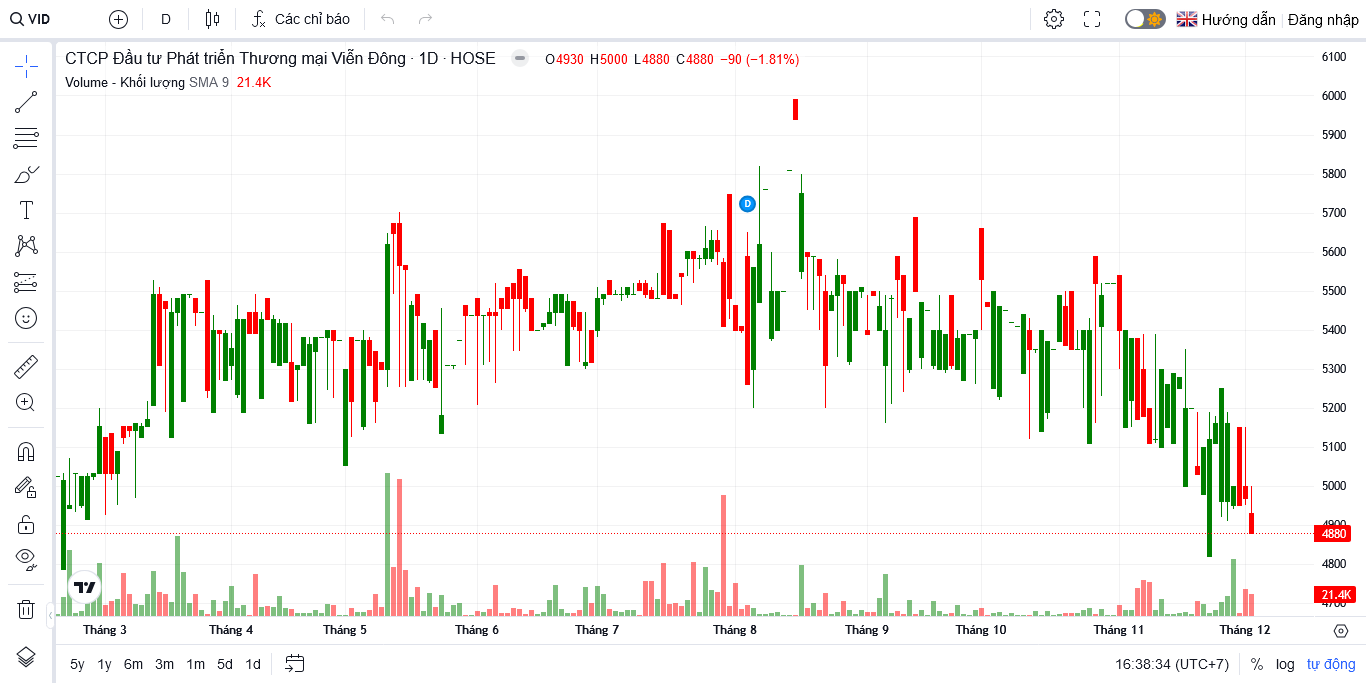 VID D Các chỉ báo Hướng dẫn Đăng nhập
CTCP Đầu tư Phát triển Thương mại Viễn Đông · 1D · HOSE O4930 H5000 L4880 C4880 −90 (−1.81%)
Volume - Khối lượng SMA 9 21.4K
6100
6000
5900
5800
5700
D
5600
5500
5400
5300
5200
5100
5000
4900
4880
4800
21.4K
4700
Tháng 3 Tháng 4 Tháng 5 Tháng 6 Tháng 7 Tháng 8 Tháng 9 Tháng 10 Tháng 11 Tháng 12
5y 1y 6m 3m 1m 5d 1d 16:38:34 (UTC+7) % log tự động